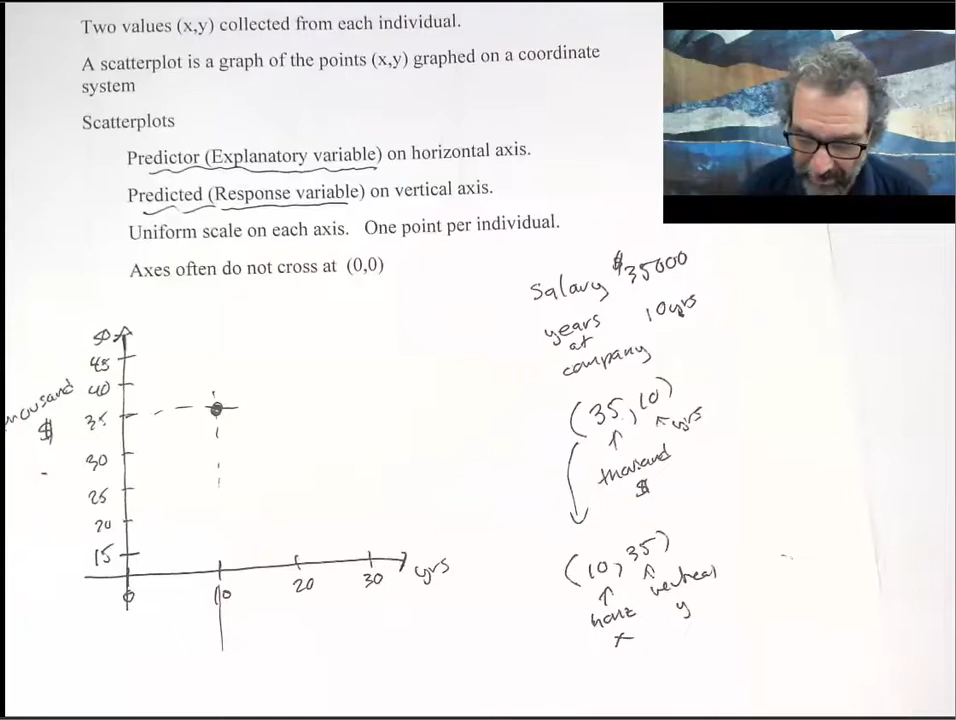 Two values (x,y) collected from each individual.
A scatterplot is a graph of the points (x,y) graphed on a coordinate
system
Scatterplots
Predictor (Explanatory variable) on horizontal axis.
Predicted (Response variable) on vertical axis.
Uniform scale on each axis. One point per individual.
Axes often do not cross at (0,0)
Salary $35000
years
at
company
10yrs
(35, 10)
yrs
thousand
$
(10, 35)
horiz
x
vertical
y
50
45
40
35
30
25
20
15
$
0
10
20
30
yrs